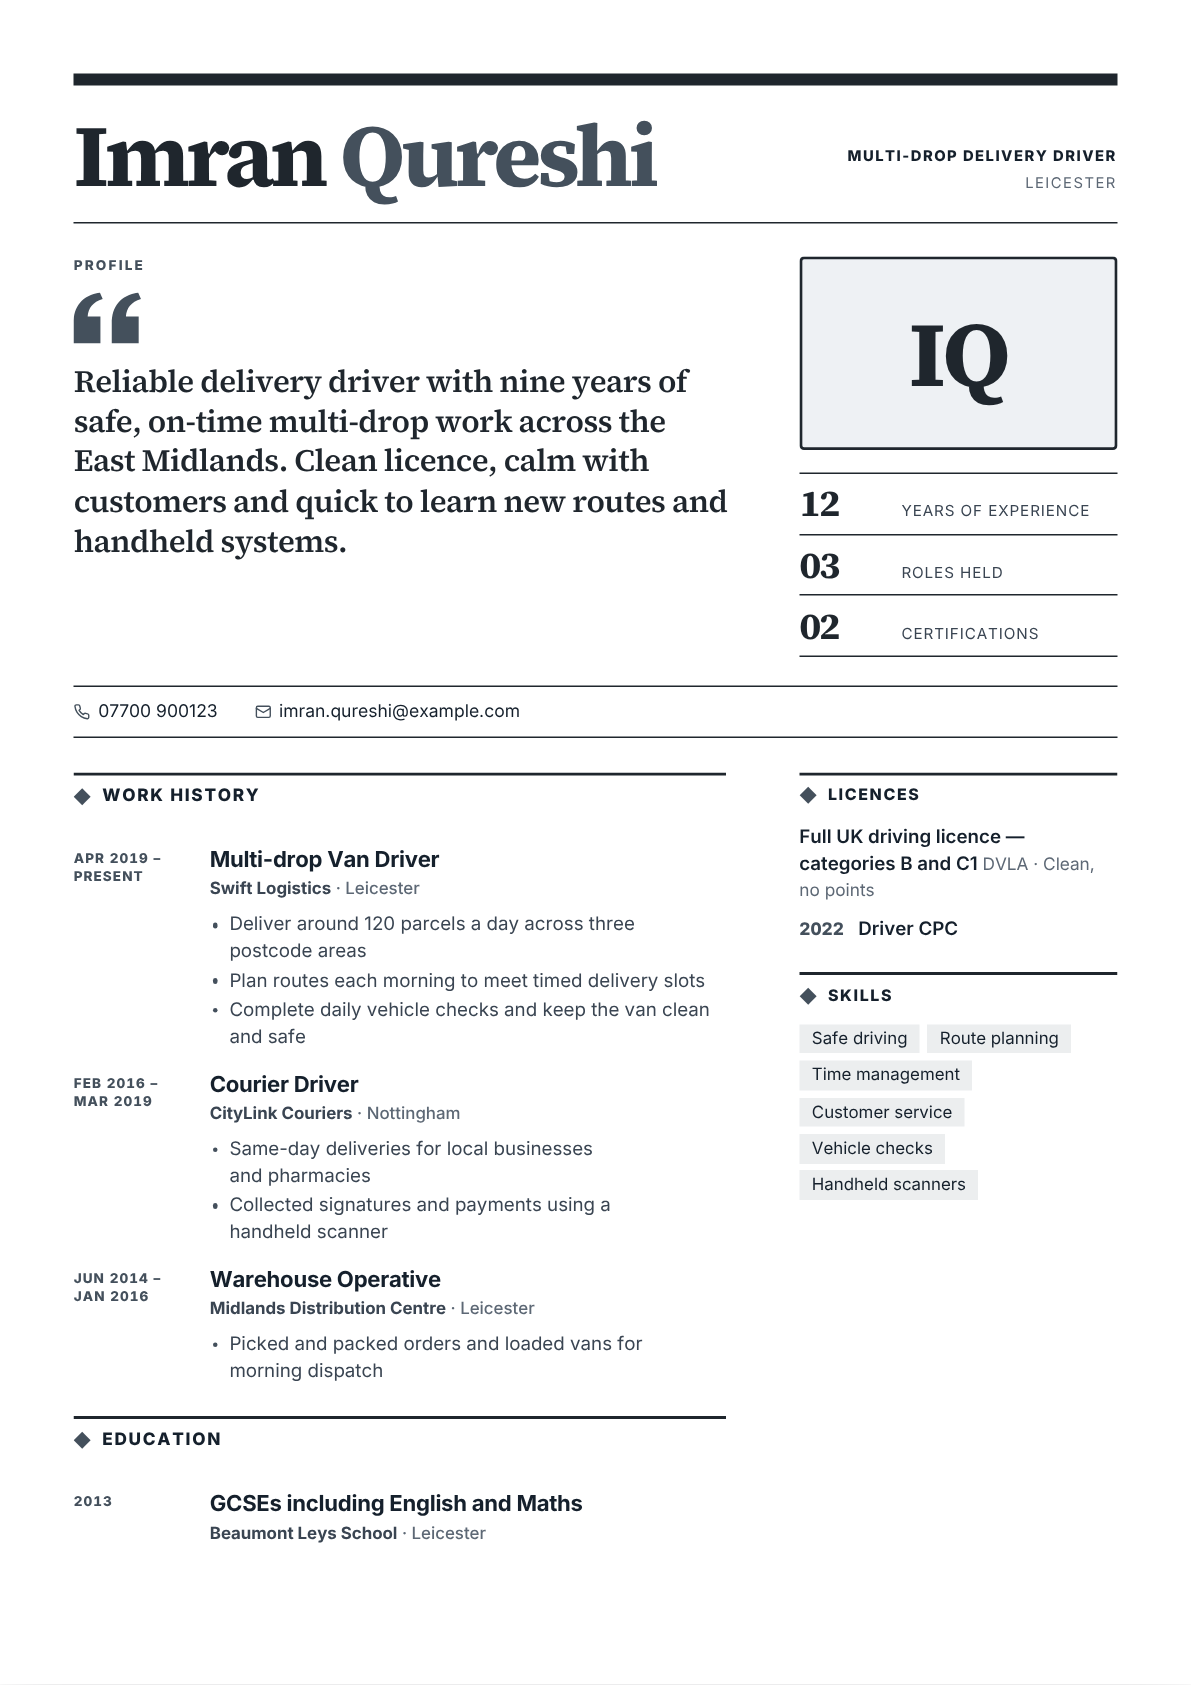 Imran Qureshi
MULTI-DROP DELIVERY DRIVER
LEICESTER
PROFILE
“
Reliable delivery driver with nine years of
safe, on-time multi-drop work across the
East Midlands. Clean licence, calm with
customers and quick to learn new routes and
handheld systems.
IQ
12 YEARS OF EXPERIENCE
03 ROLES HELD
02 CERTIFICATIONS
07700 900123 imran.qureshi@example.com
WORK HISTORY
APR 2019 –
PRESENT
Multi-drop Van Driver
Swift Logistics · Leicester
• Deliver around 120 parcels a day across three
postcode areas
• Plan routes each morning to meet timed delivery slots
• Complete daily vehicle checks and keep the van clean
and safe
FEB 2016 –
MAR 2019
Courier Driver
CityLink Couriers · Nottingham
• Same-day deliveries for local businesses
and pharmacies
• Collected signatures and payments using a
handheld scanner
JUN 2014 –
JAN 2016
Warehouse Operative
Midlands Distribution Centre · Leicester
• Picked and packed orders and loaded vans for
morning dispatch
EDUCATION
2013
GCSEs including English and Maths
Beaumont Leys School · Leicester
LICENCES
Full UK driving licence —
categories B and C1 DVLA · Clean,
no points
2022 Driver CPC
SKILLS
Safe driving Route planning
Time management
Customer service
Vehicle checks
Handheld scanners